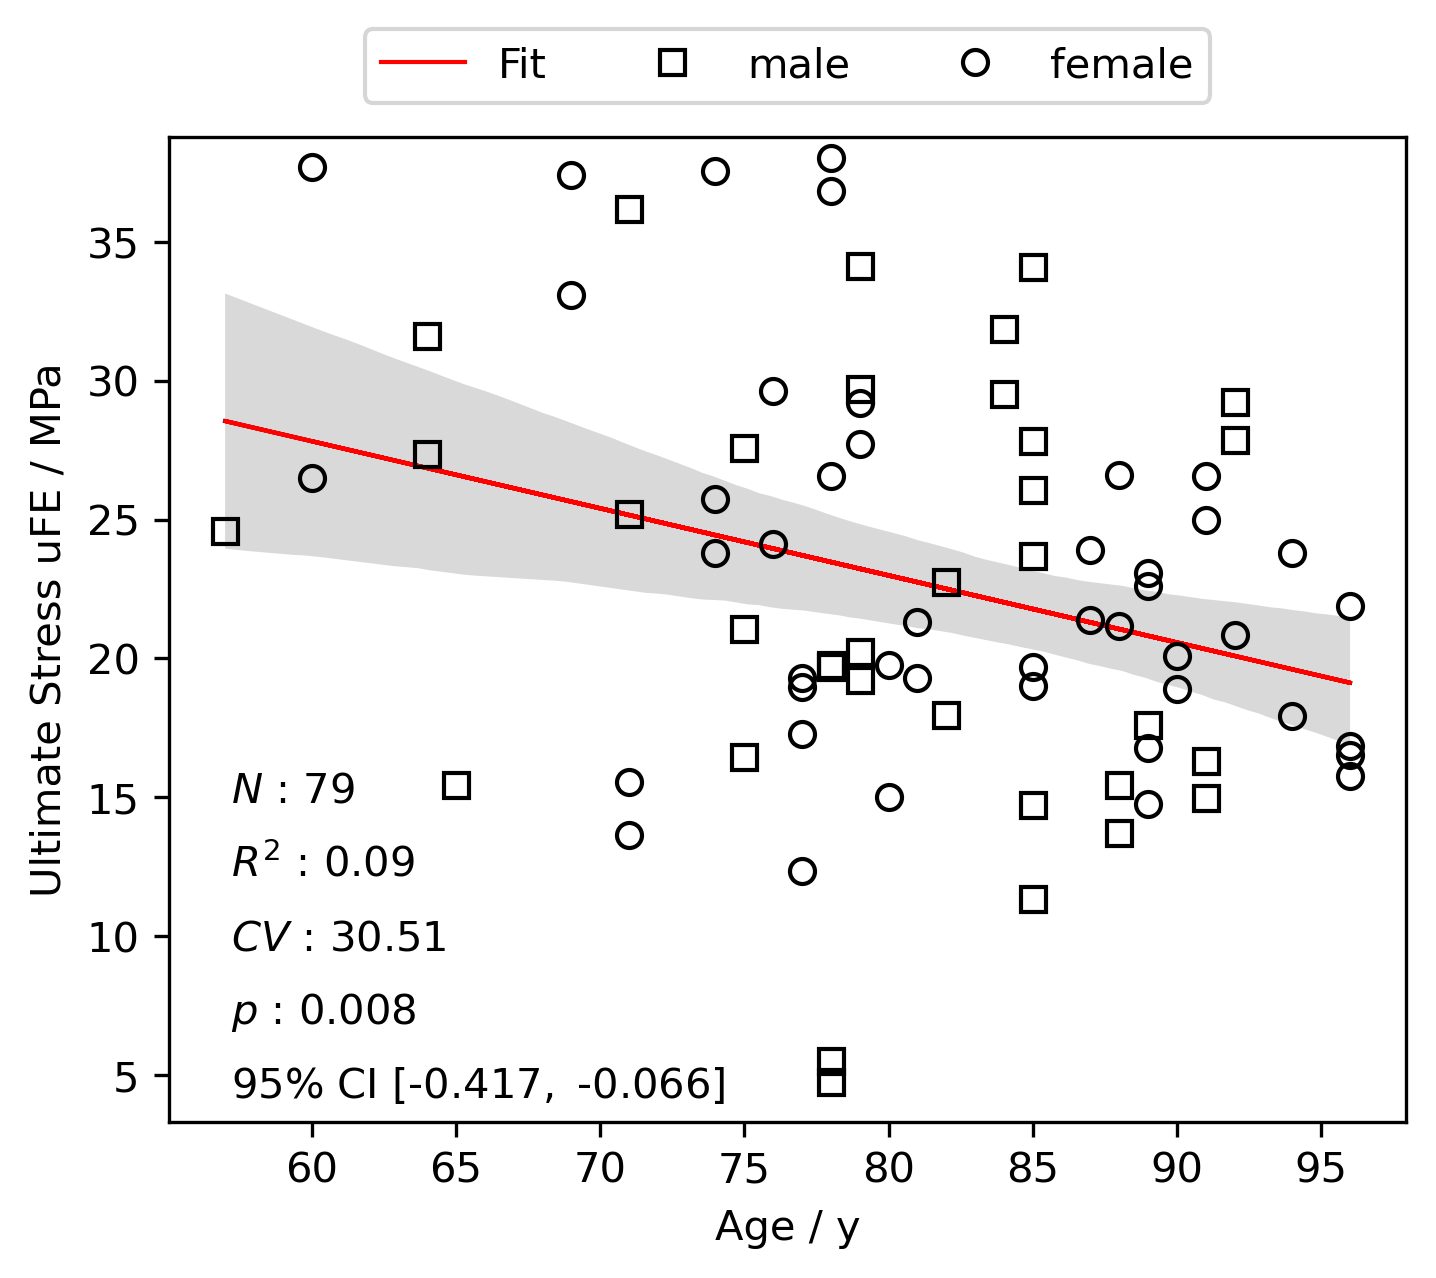 Fit male female
Ultimate Stress uFE / MPa
35
30
25
20
15
10
5
N : 79
R² : 0.09
CV : 30.51
p : 0.008
95% CI [-0.417, -0.066]
60 65 70 75 80 85 90 95
Age / y